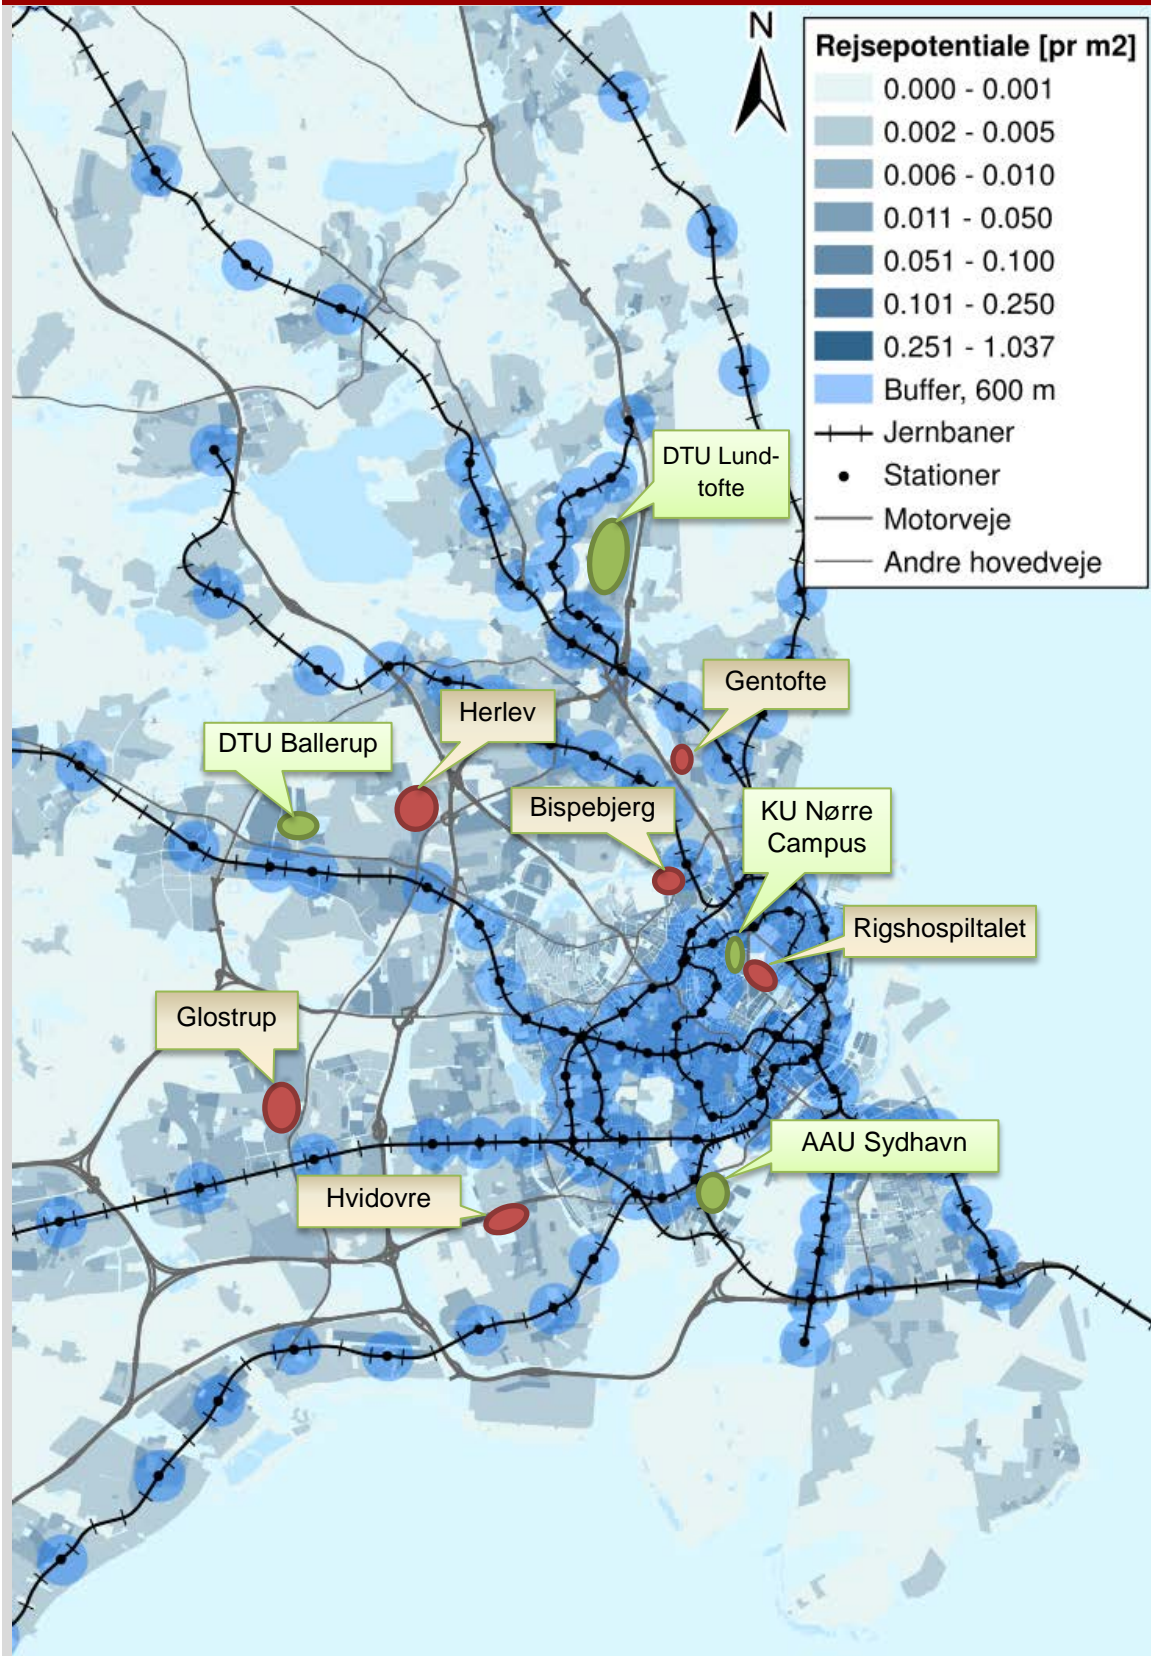 N
Rejsepotentiale [pr m2]
0.000 - 0.001
0.002 - 0.005
0.006 - 0.010
0.011 - 0.050
0.051 - 0.100
0.101 - 0.250
0.251 - 1.037
Buffer, 600 m
Jernbaner
Stationer
Motorveje
Andre hovedveje
DTU Lund-
tofte
Gentofte
Herlev
DTU Ballerup
Bispebjerg
KU Nørre
Campus
Rigshospiltalet
Glostrup
AAU Sydhavn
Hvidovre